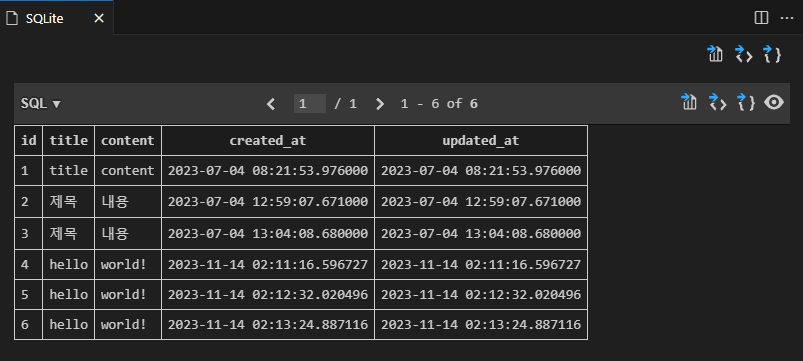 SQLite
SQL
1 / 1 1 - 6 of 6
id title content created_at updated_at
1 title content 2023-07-04 08:21:53.976000 2023-07-04 08:21:53.976000
2 제목 내용 2023-07-04 12:59:07.671000 2023-07-04 12:59:07.671000
3 제목 내용 2023-07-04 13:04:08.680000 2023-07-04 13:04:08.680000
4 hello world! 2023-11-14 02:11:16.596727 2023-11-14 02:11:16.596727
5 hello world! 2023-11-14 02:12:32.020496 2023-11-14 02:12:32.020496
6 hello world! 2023-11-14 02:13:24.887116 2023-11-14 02:13:24.887116